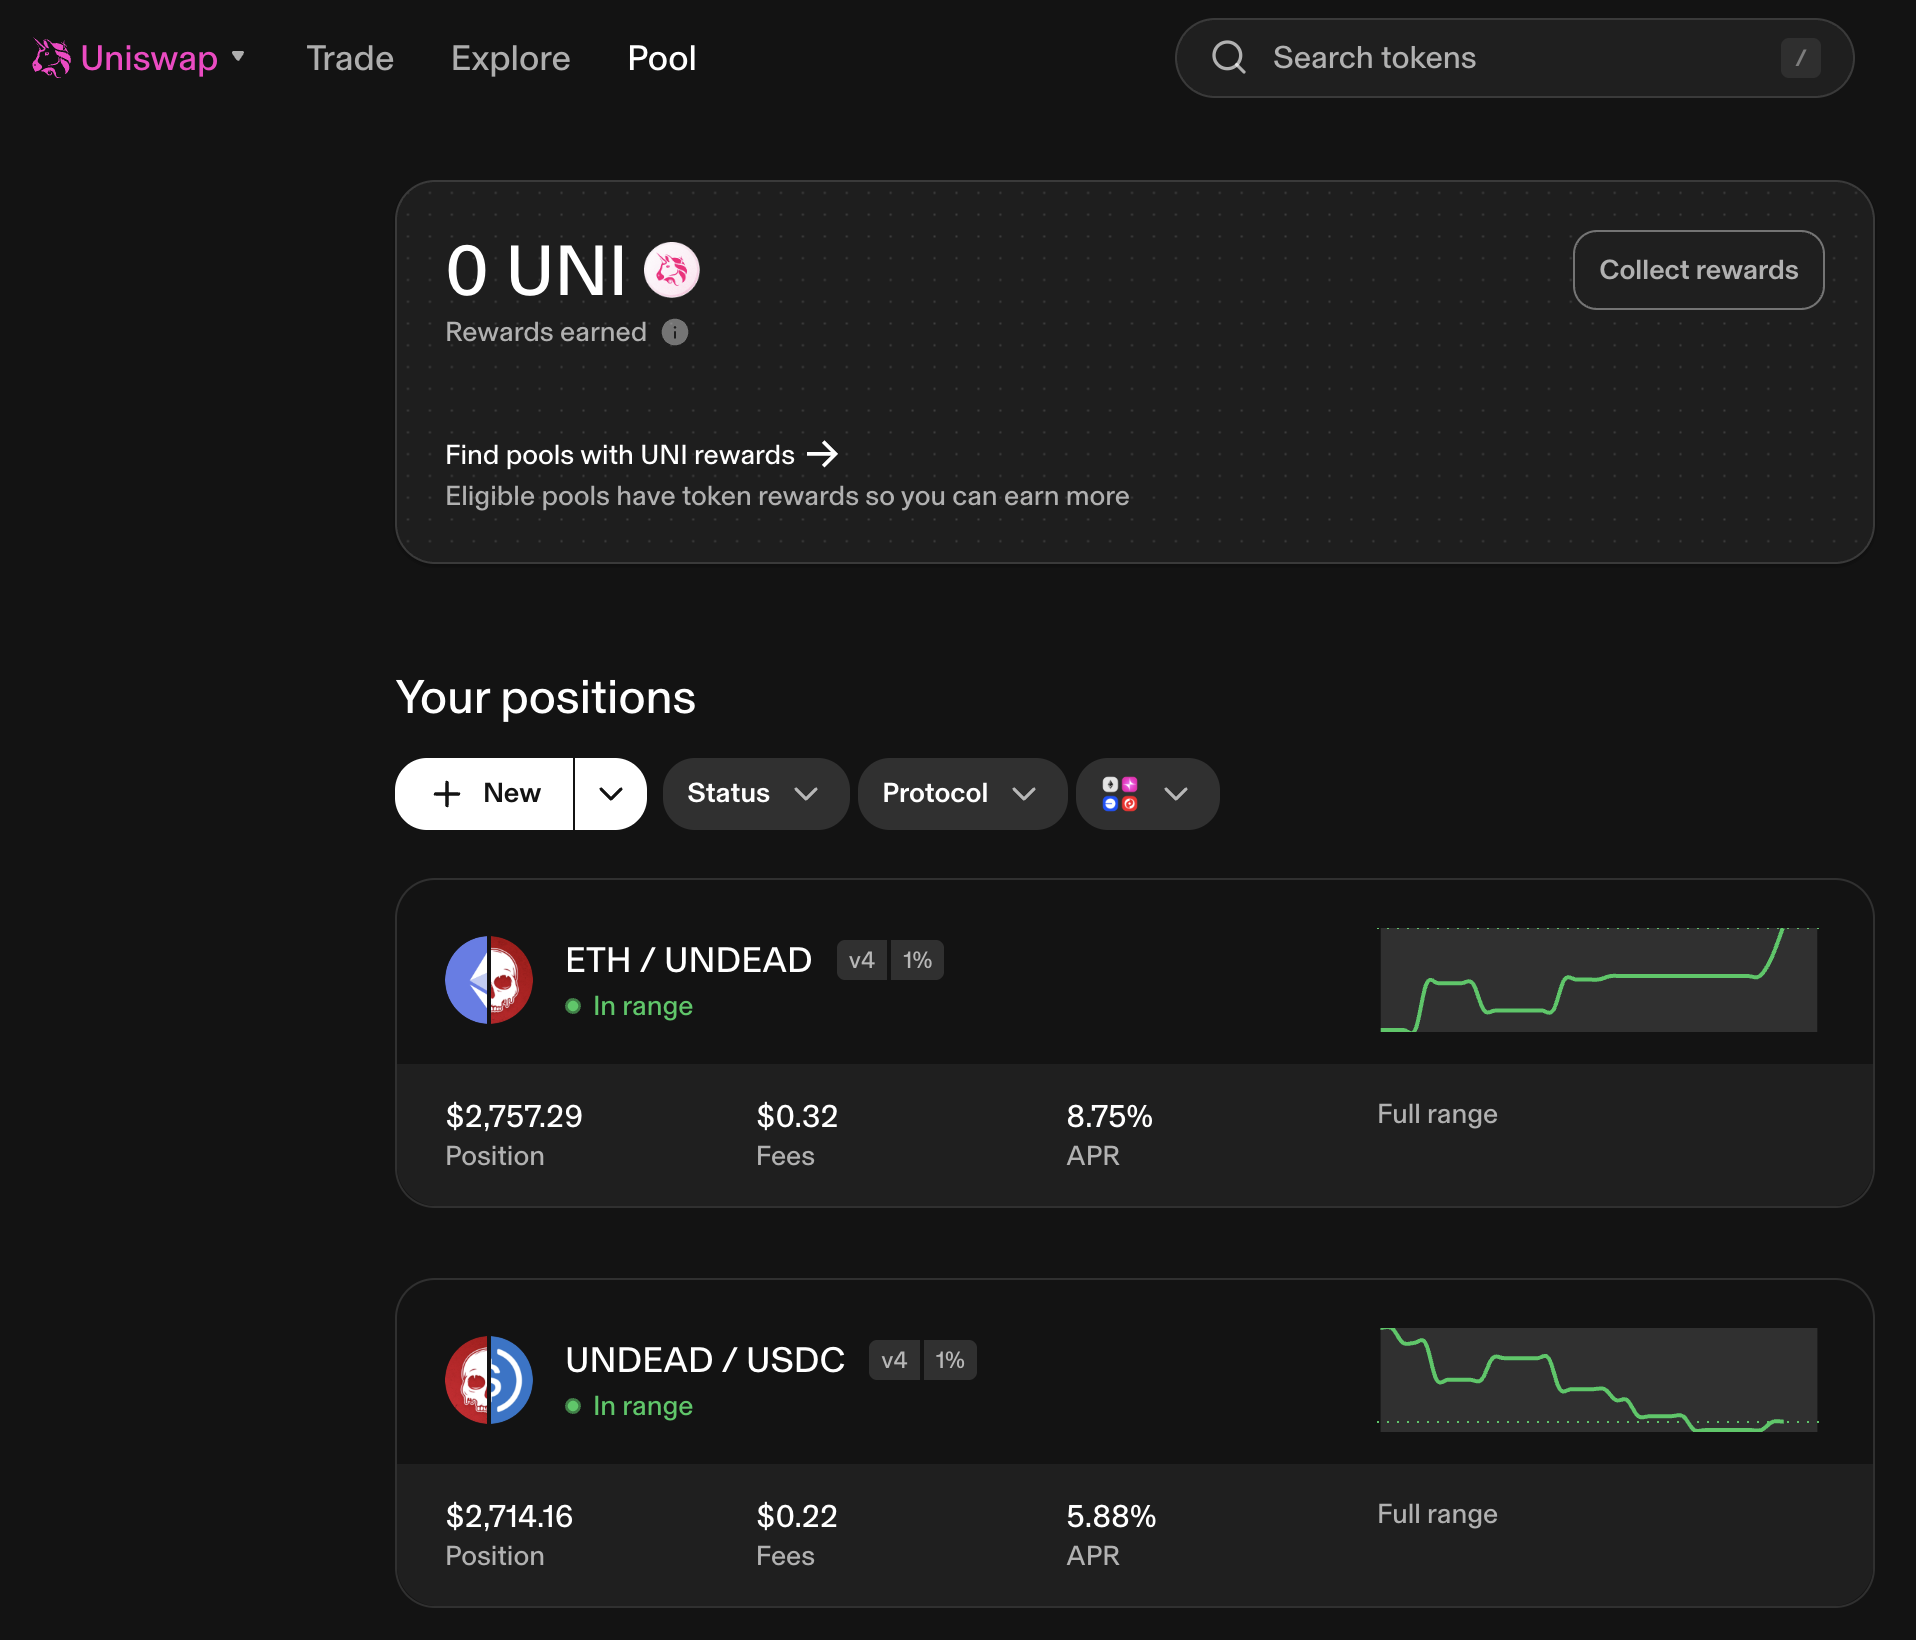 Uniswap Trade Explore Pool Search tokens /
0 UNI
Collect rewards
Rewards earned
Find pools with UNI rewards →
Eligible pools have token rewards so you can earn more
Your positions
+ New Status Protocol
ETH / UNDEAD v4 1%
In range
$2,757.29 $0.32 8.75% Full range
Position Fees APR
UNDEAD / USDC v4 1%
In range
$2,714.16 $0.22 5.88% Full range
Position Fees APR